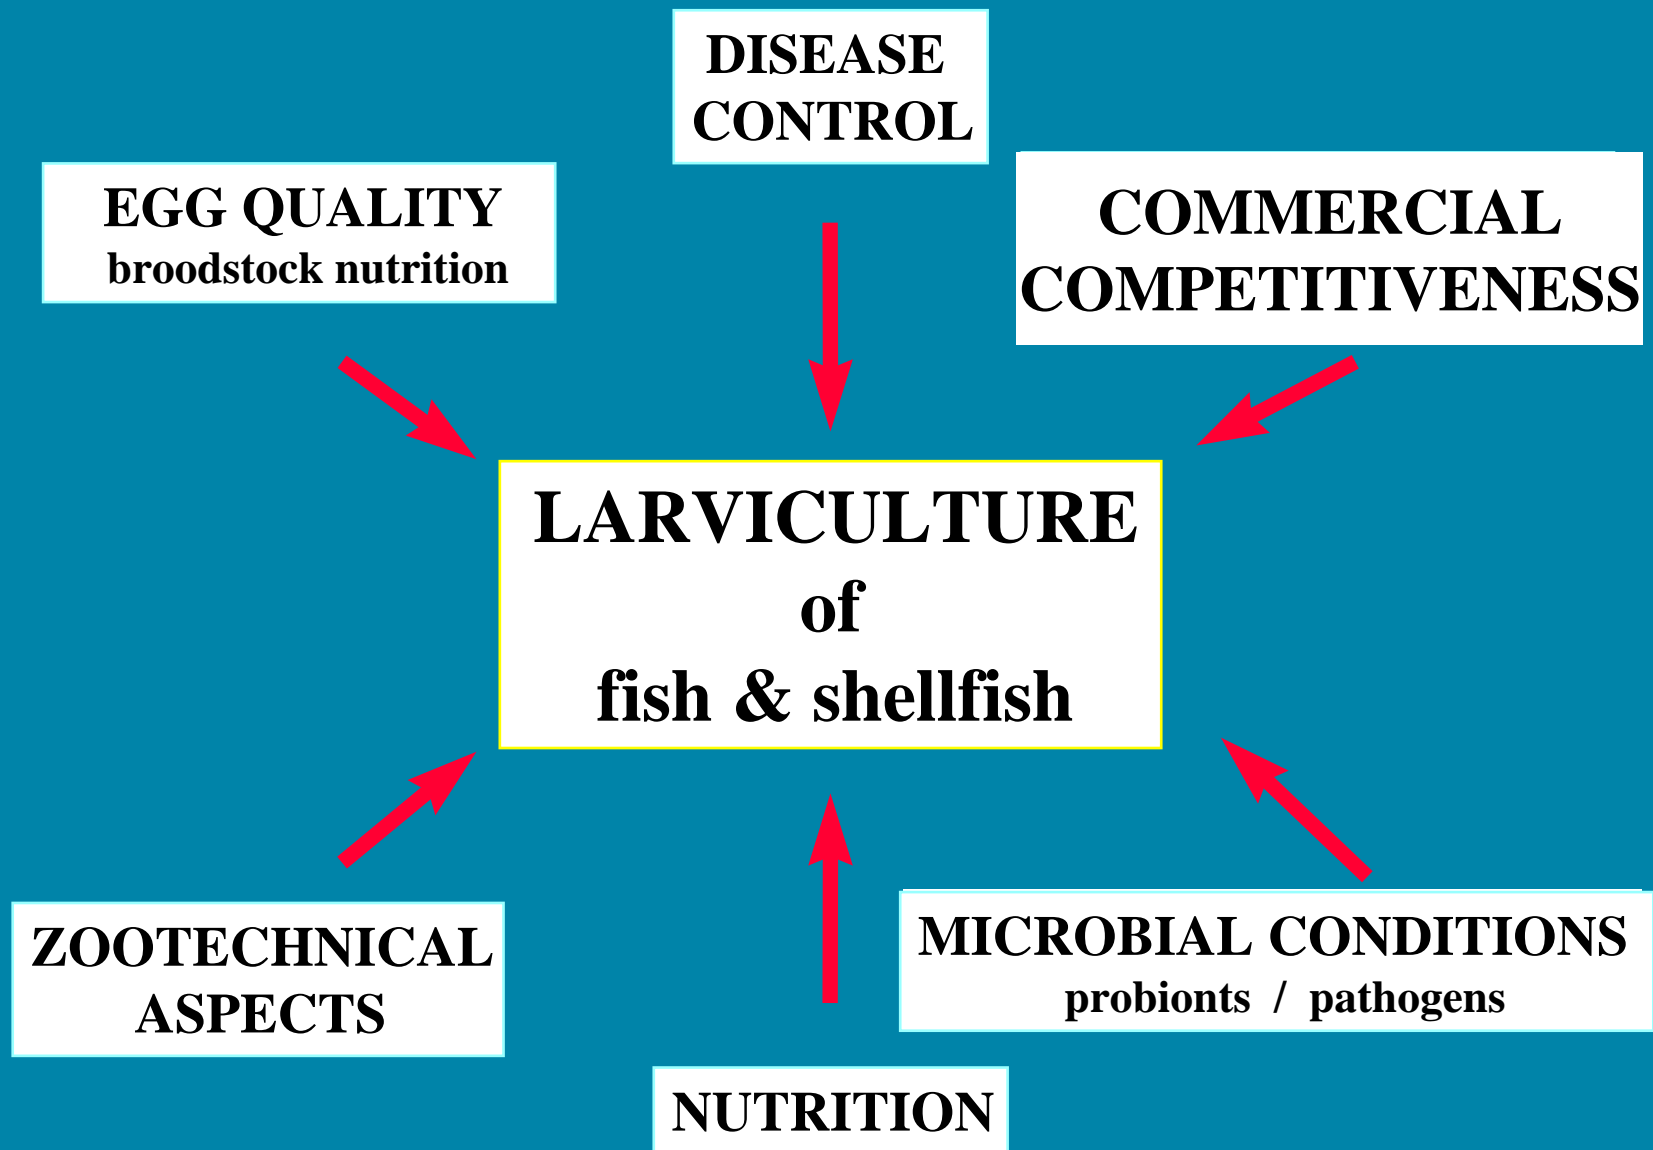 DISEASE
CONTROL
EGG QUALITY
broodstock nutrition
COMMERCIAL
COMPETITIVENESS
LARVICULTURE
of
fish & shellfish
ZOOTECHNICAL
ASPECTS
MICROBIAL CONDITIONS
probionts / pathogens
NUTRITION